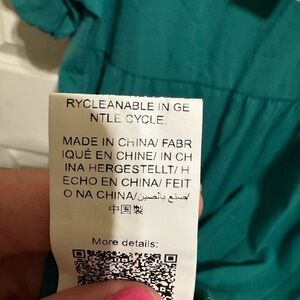 RYCLEANABLE IN GE
NTLE CYCLE.
MADE IN CHINA/ FABR
IQUÉ EN CHINE/ IN CH
INA HERGESTELLT/ H
ECHO EN CHINA/ FEIT
O NA CHINA/صنع بالصين/
中国製
More details: